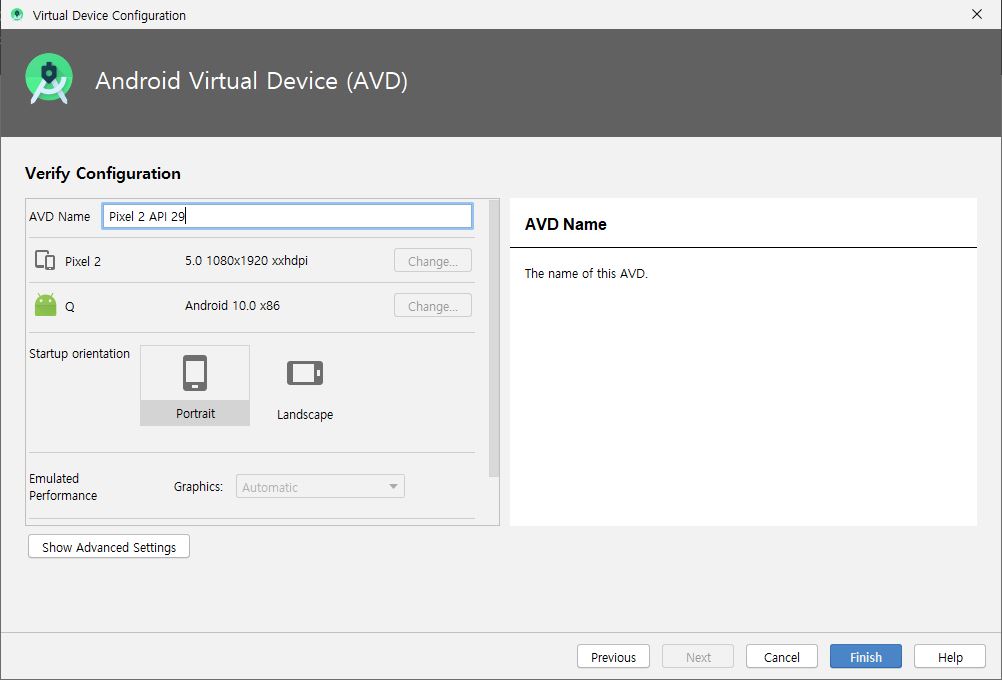 Virtual Device Configuration
Android Virtual Device (AVD)
Verify Configuration
AVD Name Pixel 2 API 29
Pixel 2 5.0 1080x1920 xxhdpi Change...
Q Android 10.0 x86 Change...
Startup orientation
Portrait Landscape
Emulated
Performance Graphics: Automatic
Show Advanced Settings
AVD Name
The name of this AVD.
Previous Next Cancel Finish Help